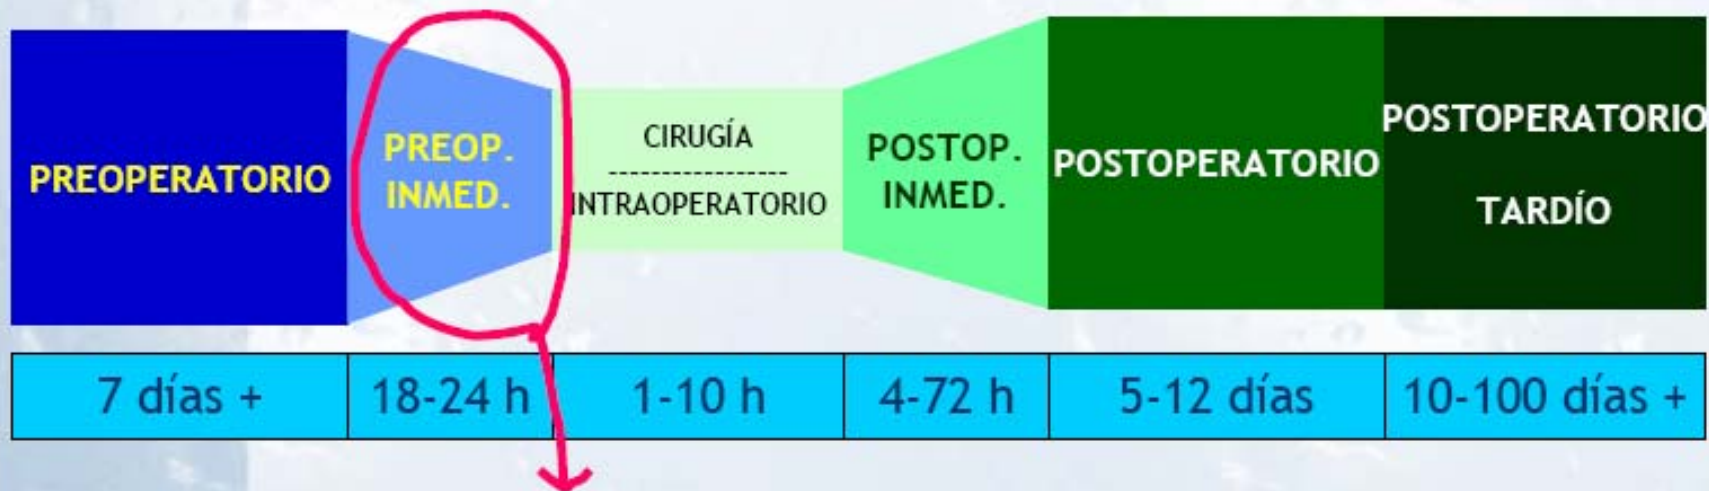 PREOPERATORIO
PREOP.
INMED.
CIRUGÍA
-----------------
INTRAOPERATORIO
POSTOP.
INMED.
POSTOPERATORIO
POSTOPERATORIO
TARDÍO
7 días +
18-24 h
1-10 h
4-72 h
5-12 días
10-100 días +